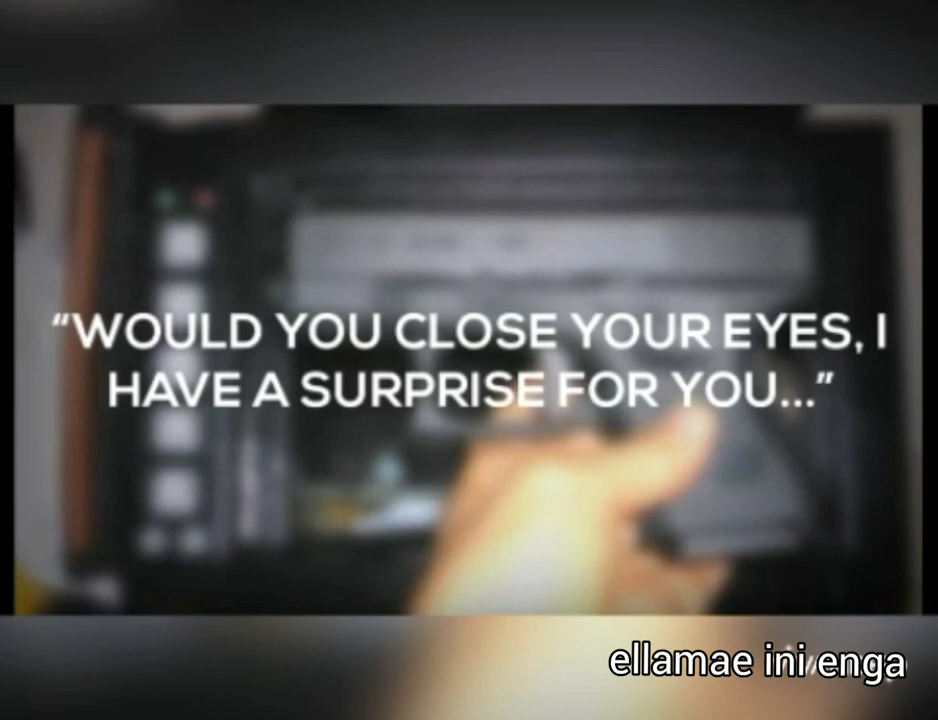 “WOULD YOU CLOSE YOUR EYES, I
HAVE A SURPRISE FOR YOU...”
ellamae ini enga